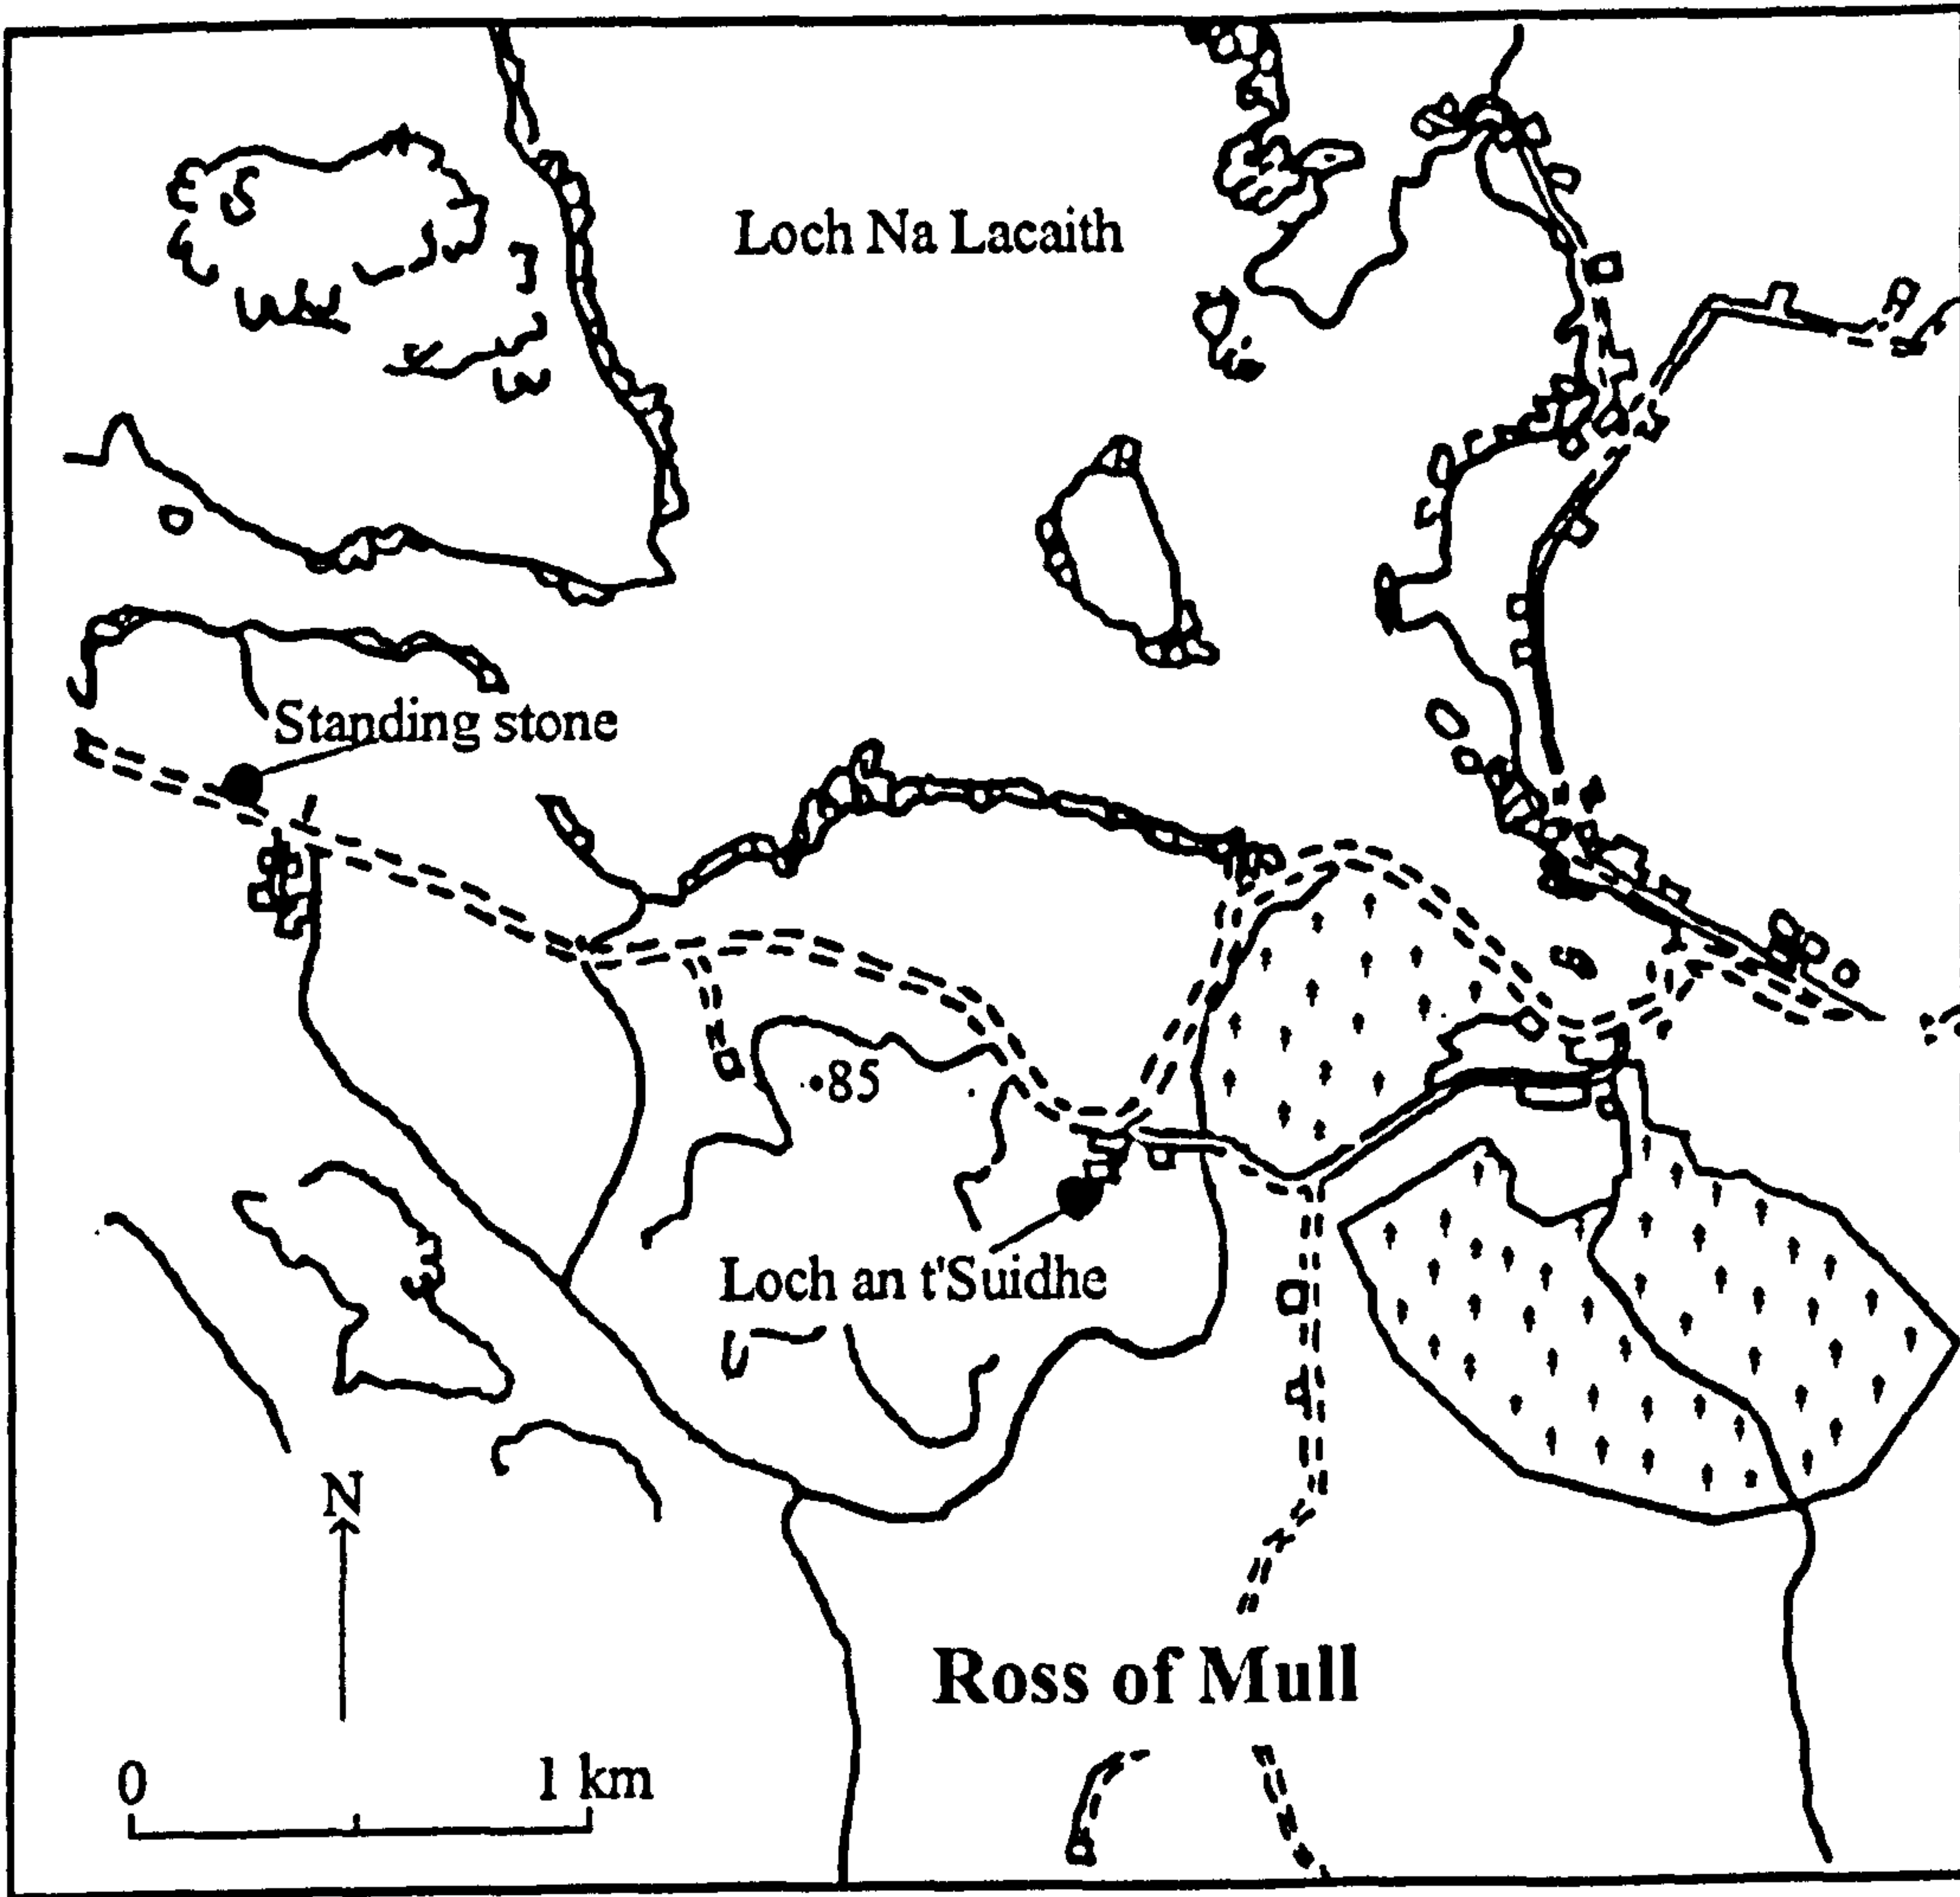 Loch Na Lacaith
Standing stone
85
Loch an t'Suidhe
N
Ross of Mull
0 1 km